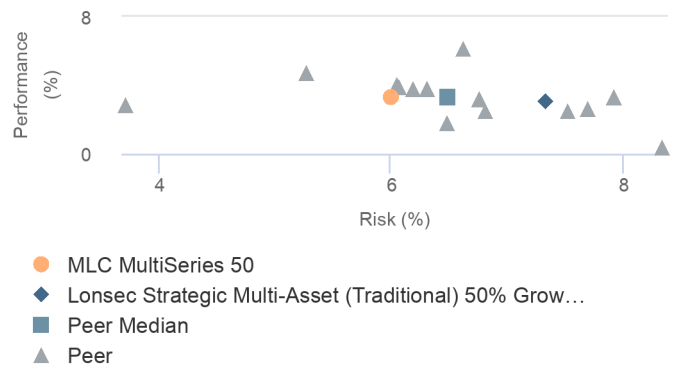 8
Performance
(%)
0
4
6
8
Risk (%)
MLC MultiSeries 50
Lonsec Strategic Multi-Asset (Traditional) 50% Grow…
Peer Median
Peer